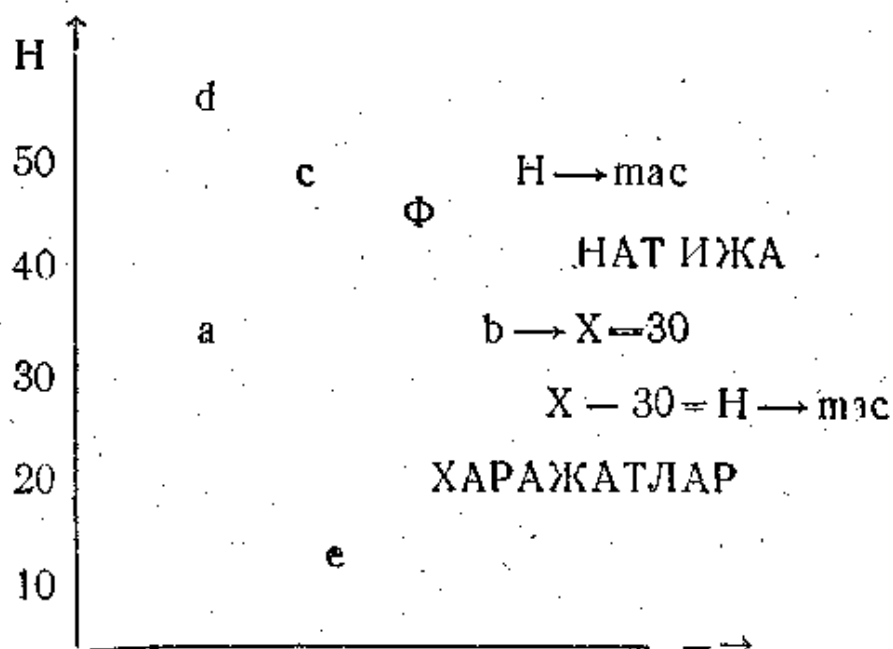 H
d
50
c
H → mac
Ф
40
НАТ ИЖА
a
b → X = 30
30
X — 30 = H → mac
20
ХАРАЖАТЛАР
e
10